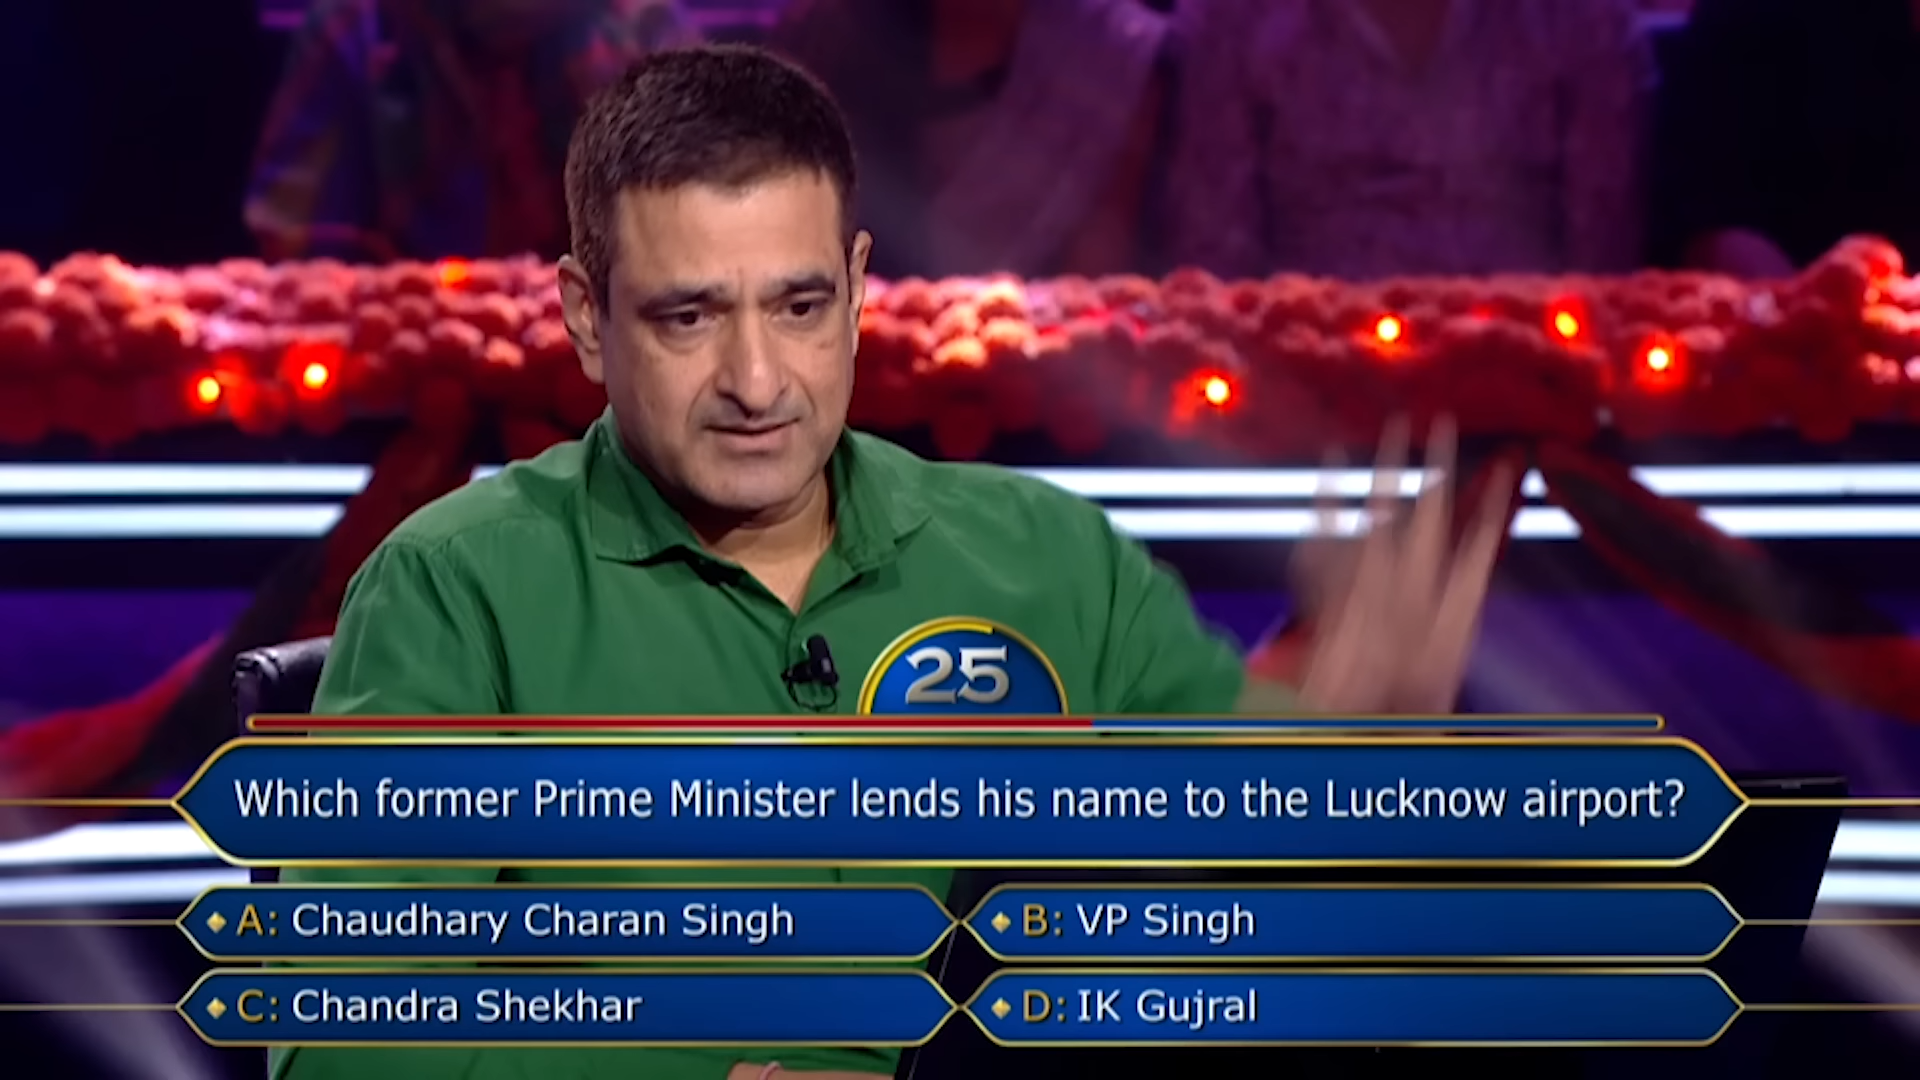 25
Which former Prime Minister lends his name to the Lucknow airport?
A: Chaudhary Charan Singh
B: VP Singh
C: Chandra Shekhar
D: IK Gujral